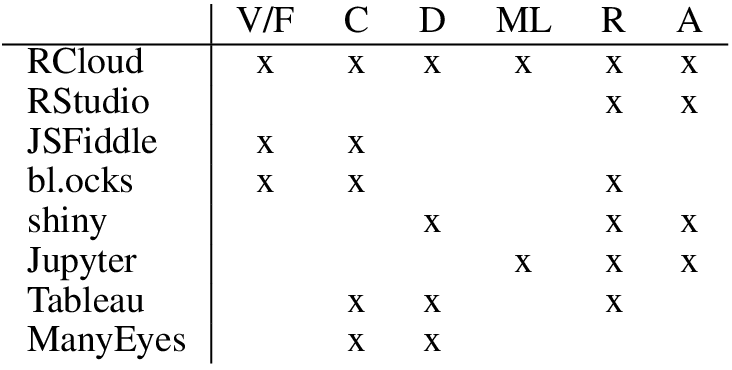 V/F C D ML R A
RCloud x x x x x x
RStudio x x
JSFiddle x x
bl.ocks x x x
shiny x x x
Jupyter x x x
Tableau x x x
ManyEyes x x